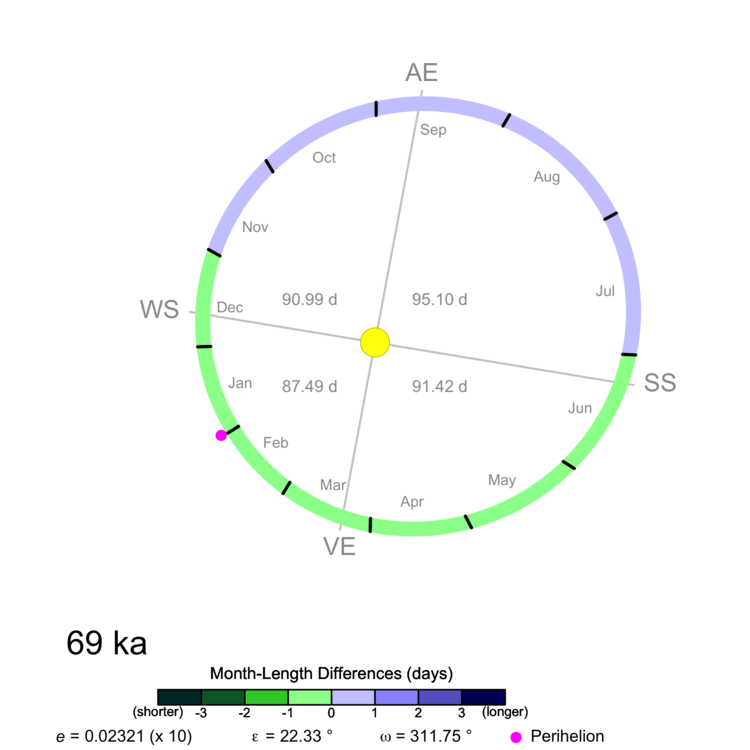 AE
Sep
Oct
Aug
Nov
Jul
90.99 d 95.10 d
WS
Dec
SS
Jan
87.49 d 91.42 d
Jun
Feb
Mar
May
Apr
VE
69 ka
Month-Length Differences (days)
(shorter) -3 -2 -1 0 1 2 3 (longer)
e = 0.02321 (x 10) ε = 22.33 ° ω = 311.75 ° Perihelion